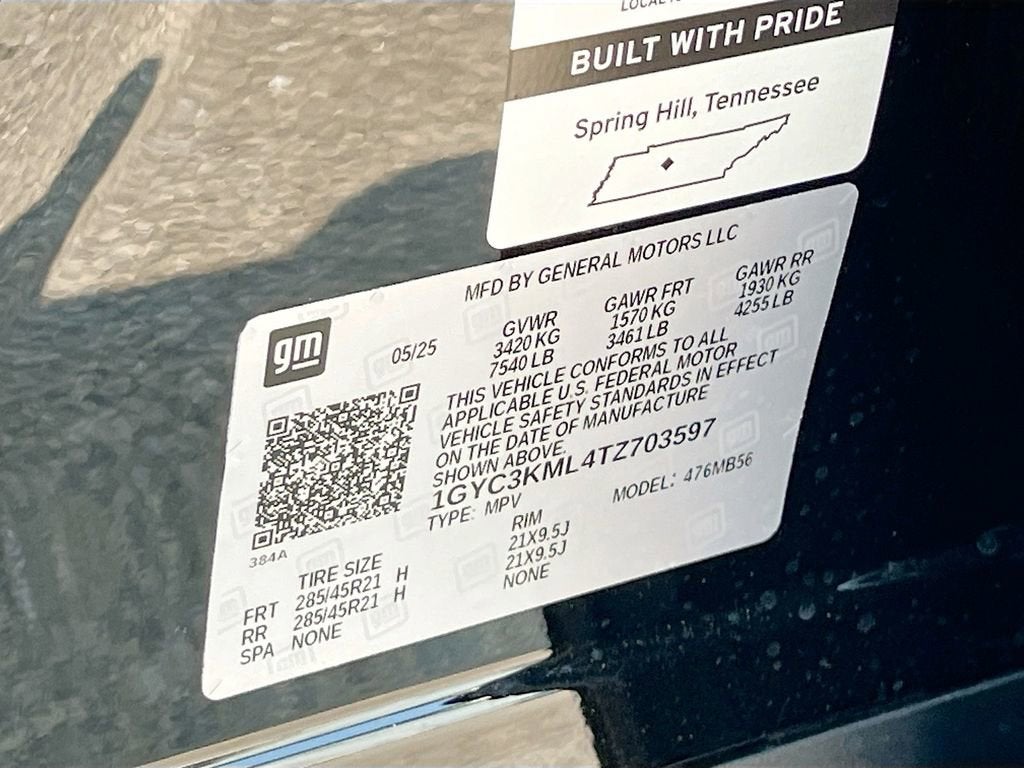 BUILT WITH PRIDE
Spring Hill, Tennessee
MFD BY GENERAL MOTORS LLC
gm
05/25
GVWR GAWR FRT GAWR RR
3420 KG 1570 KG 1930 KG
7540 LB 3461 LB 4255 LB
THIS VEHICLE CONFORMS TO ALL
APPLICABLE U.S. FEDERAL MOTOR
VEHICLE SAFETY STANDARDS IN EFFECT
ON THE DATE OF MANUFACTURE
SHOWN ABOVE.
1GYC3KML4TZ703597
TYPE: MPV MODEL: 476MB56
384A
TIRE SIZE RIM
FRT 285/45R21 H 21X9.5J
RR 285/45R21 H 21X9.5J
SPA NONE NONE